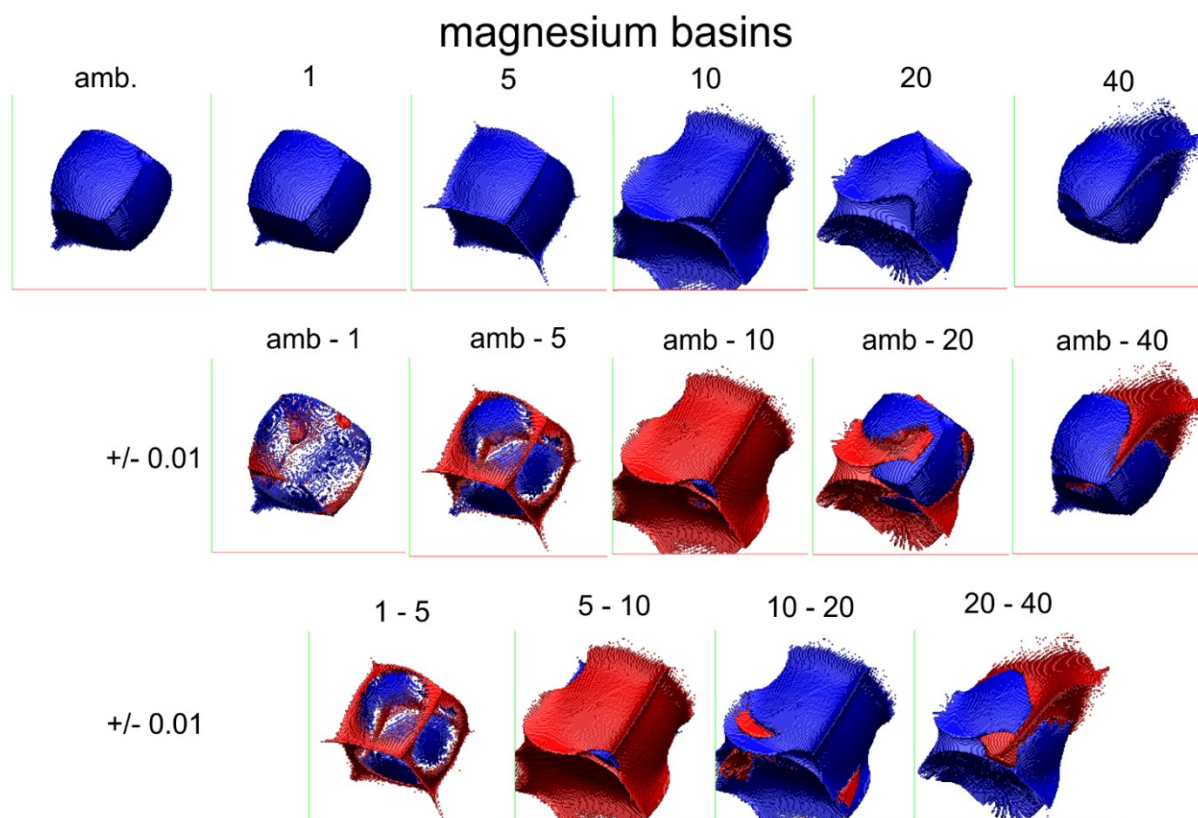 magnesium basins
amb. 1 5 10 20 40
amb - 1 amb - 5 amb - 10 amb - 20 amb - 40
+/- 0.01
1 - 5 5 - 10 10 - 20 20 - 40
+/- 0.01